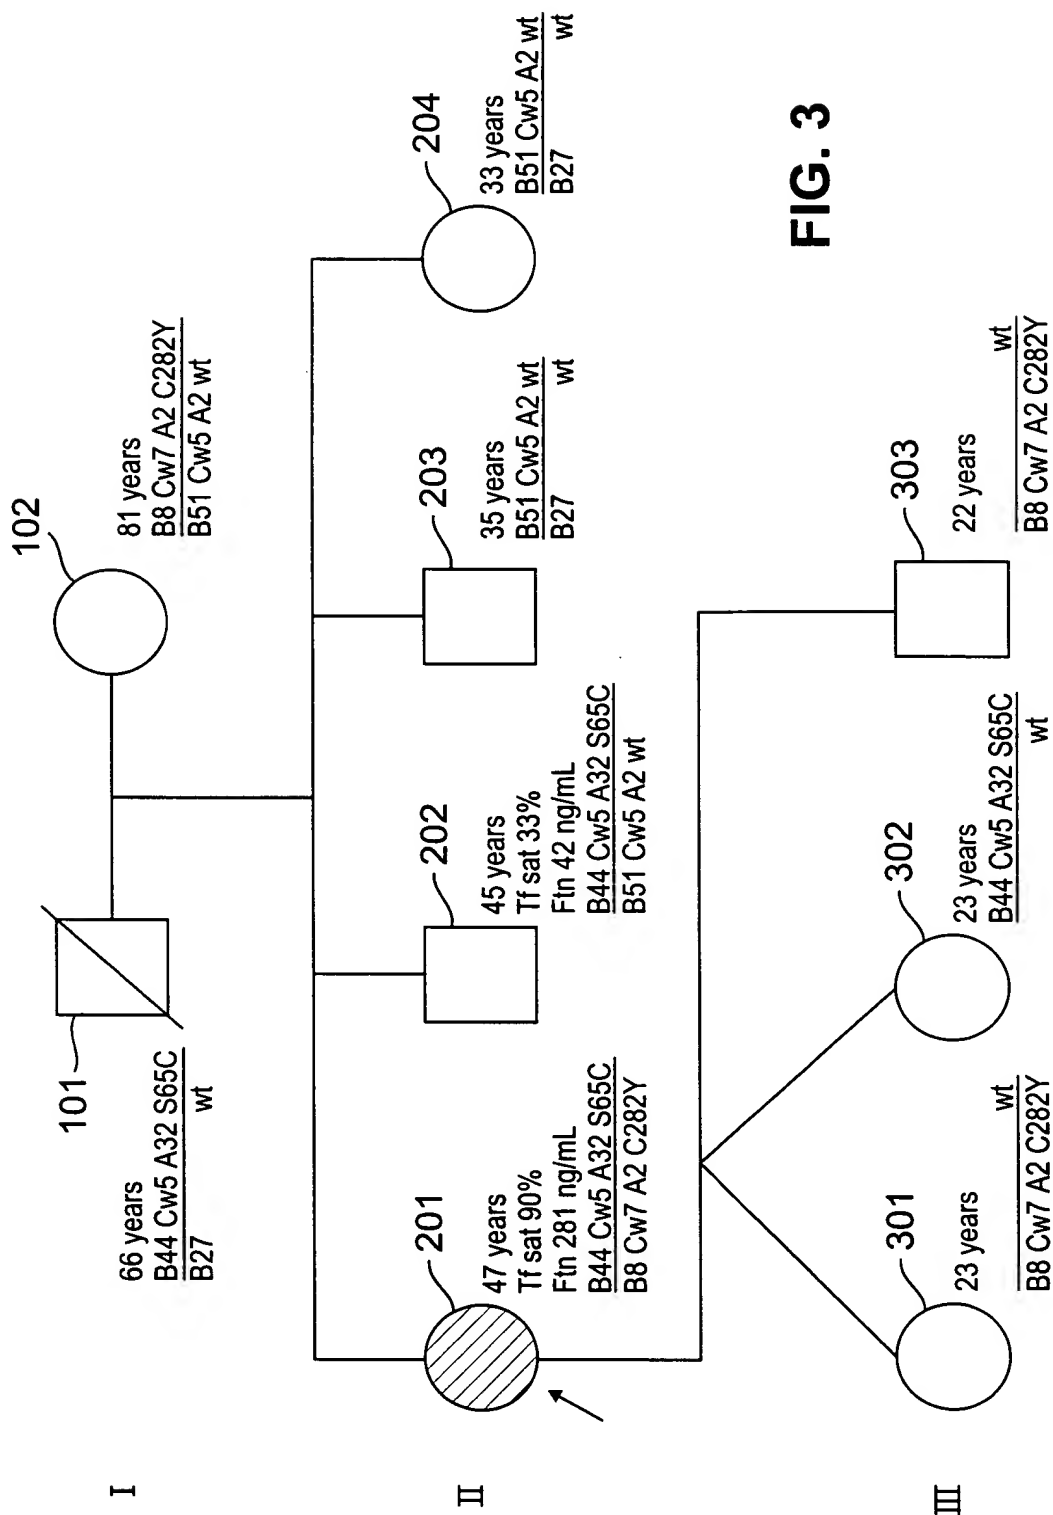 I
101
66 years
B44 Cw5 A32 S65C
B27 wt
102
81 years
B8 Cw7 A2 C282Y
B51 Cw5 A2 wt
II
201
47 years
Tf sat 90%
Ftn 281 ng/mL
B44 Cw5 A32 S65C
B8 Cw7 A2 C282Y
202
45 years
Tf sat 33%
Ftn 42 ng/mL
B44 Cw5 A32 S65C
B51 Cw5 A2 wt
203
35 years
B51 Cw5 A2 wt
B27 wt
204
33 years
B51 Cw5 A2 wt
B27 wt
III
301
23 years
wt
B8 Cw7 A2 C282Y
302
23 years
B44 Cw5 A32 S65C
wt
303
22 years
wt
B8 Cw7 A2 C282Y
FIG. 3